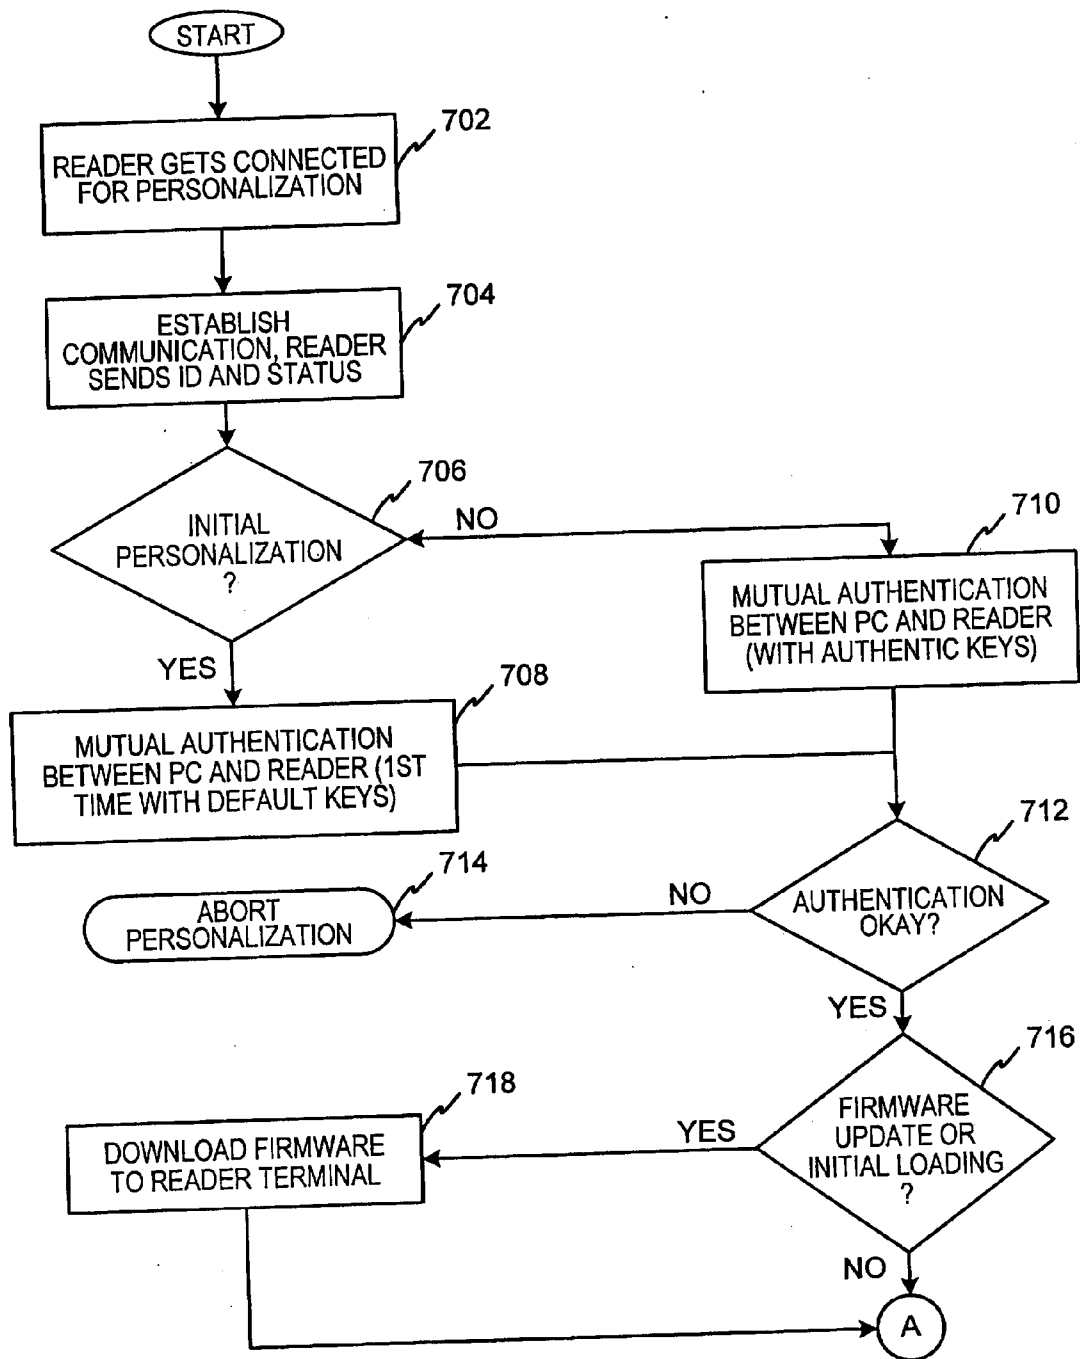 START
702
READER GETS CONNECTED
FOR PERSONALIZATION
704
ESTABLISH
COMMUNICATION, READER
SENDS ID AND STATUS
706
INITIAL
PERSONALIZATION
?
NO
710
MUTUAL AUTHENTICATION
BETWEEN PC AND READER
(WITH AUTHENTIC KEYS)
YES
708
MUTUAL AUTHENTICATION
BETWEEN PC AND READER (1ST
TIME WITH DEFAULT KEYS)
712
AUTHENTICATION
OKAY?
NO
714
ABORT
PERSONALIZATION
YES
716
FIRMWARE
UPDATE OR
INITIAL LOADING
?
YES
718
DOWNLOAD FIRMWARE
TO READER TERMINAL
NO
A